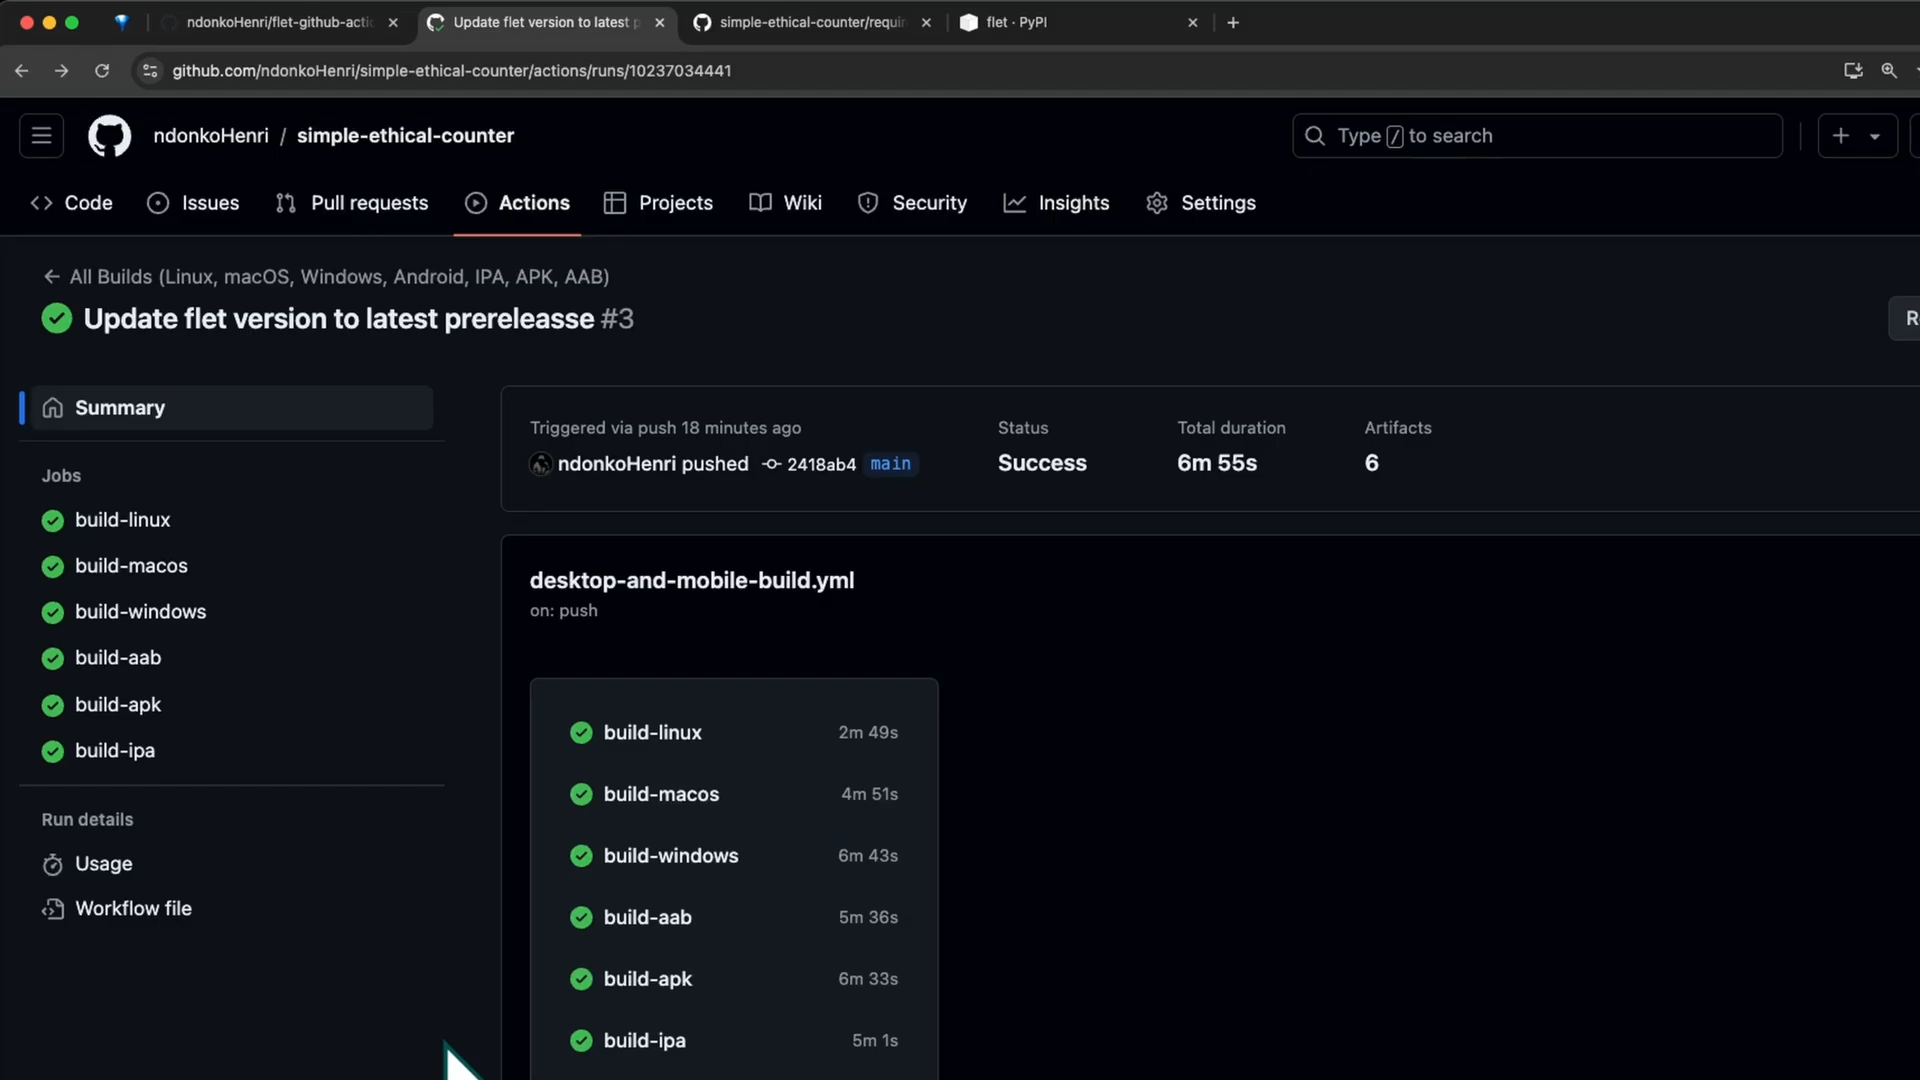 ndonkoHenri/flet-github-actio
Update flet version to latest p
simple-ethical-counter/requir
flet · PyPI
github.com/ndonkoHenri/simple-ethical-counter/actions/runs/10237034441
ndonkoHenri / simple-ethical-counter
Type / to search
Code Issues Pull requests Actions Projects Wiki Security Insights Settings
All Builds (Linux, macOS, Windows, Android, IPA, APK, AAB)
Update flet version to latest prereleasse #3
R
Summary
Jobs
build-linux
build-macos
build-windows
build-aab
build-apk
build-ipa
Run details
Usage
Workflow file
Triggered via push 18 minutes ago
ndonkoHenri pushed 2418ab4 main
Status
Success
Total duration
6m 55s
Artifacts
6
desktop-and-mobile-build.yml
on: push
build-linux 2m 49s
build-macos 4m 51s
build-windows 6m 43s
build-aab 5m 36s
build-apk 6m 33s
build-ipa 5m 1s